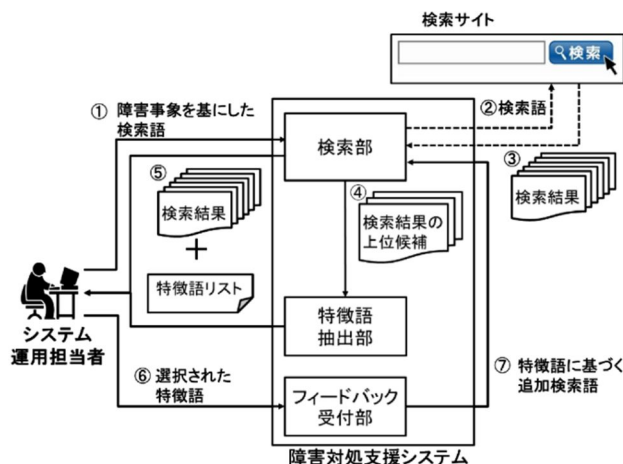 検索サイト
検索
① 障害事象を基にした
検索語
②検索語
検索部
③
検索結果
⑤
検索結果
+
特徴語リスト
④
検索結果の
上位候補
システム
運用担当者
特徴語
抽出部
⑥ 選択された
特徴語
フィードバック
受付部
⑦ 特徴語に基づく
追加検索語
障害対処支援システム